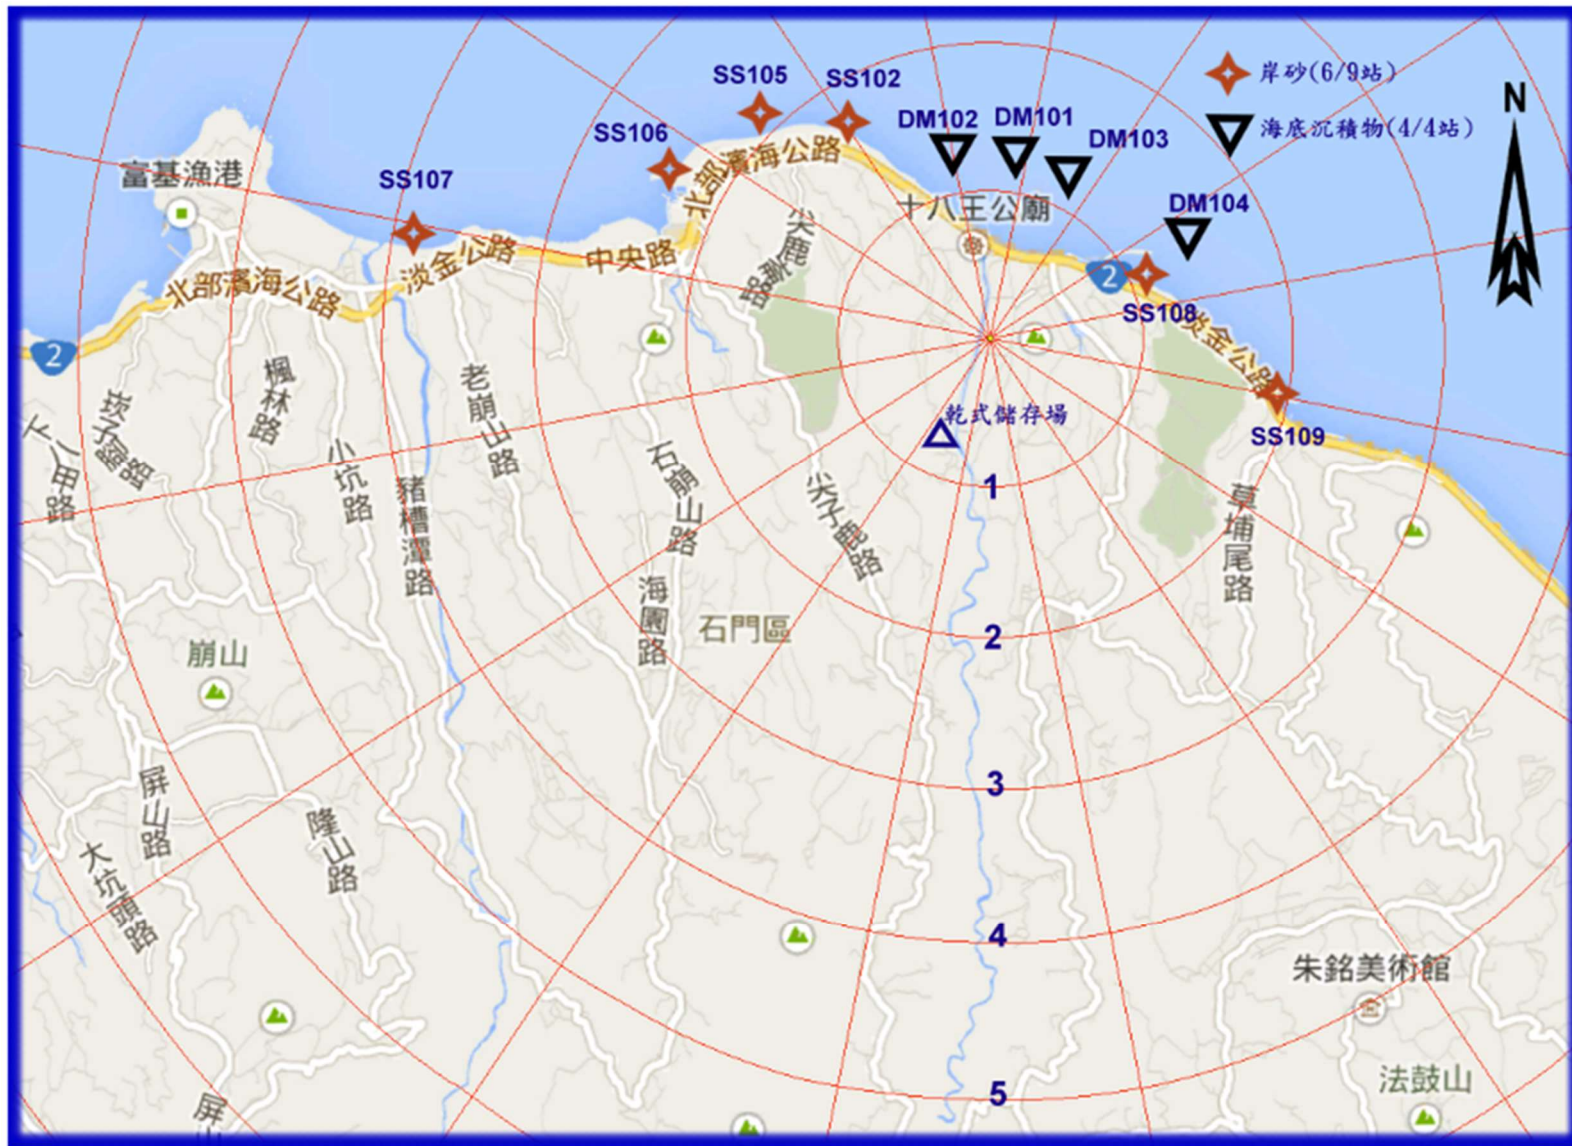 SS105
SS102
岸砂(6/9站)
N
DM102
DM101
海底沉積物(4/4站)
SS106
DM103
北部濱海公路
富基漁港
SS107
十八王公廟
DM104
尖鹿路
淡金公路
中央路
2
北部濱海公路
SS108
淡金公路
2
楓林路
老崩山路
崁子腳路
乾式儲存場
SS109
下八甲路
小坑路
石崩山路
1
豬槽潭路
尖子鹿路
草埔尾路
海園路
石門區
2
崩山
屏山路
3
隆山路
大坑頭路
4
朱銘美術館
法鼓山
5
屏山